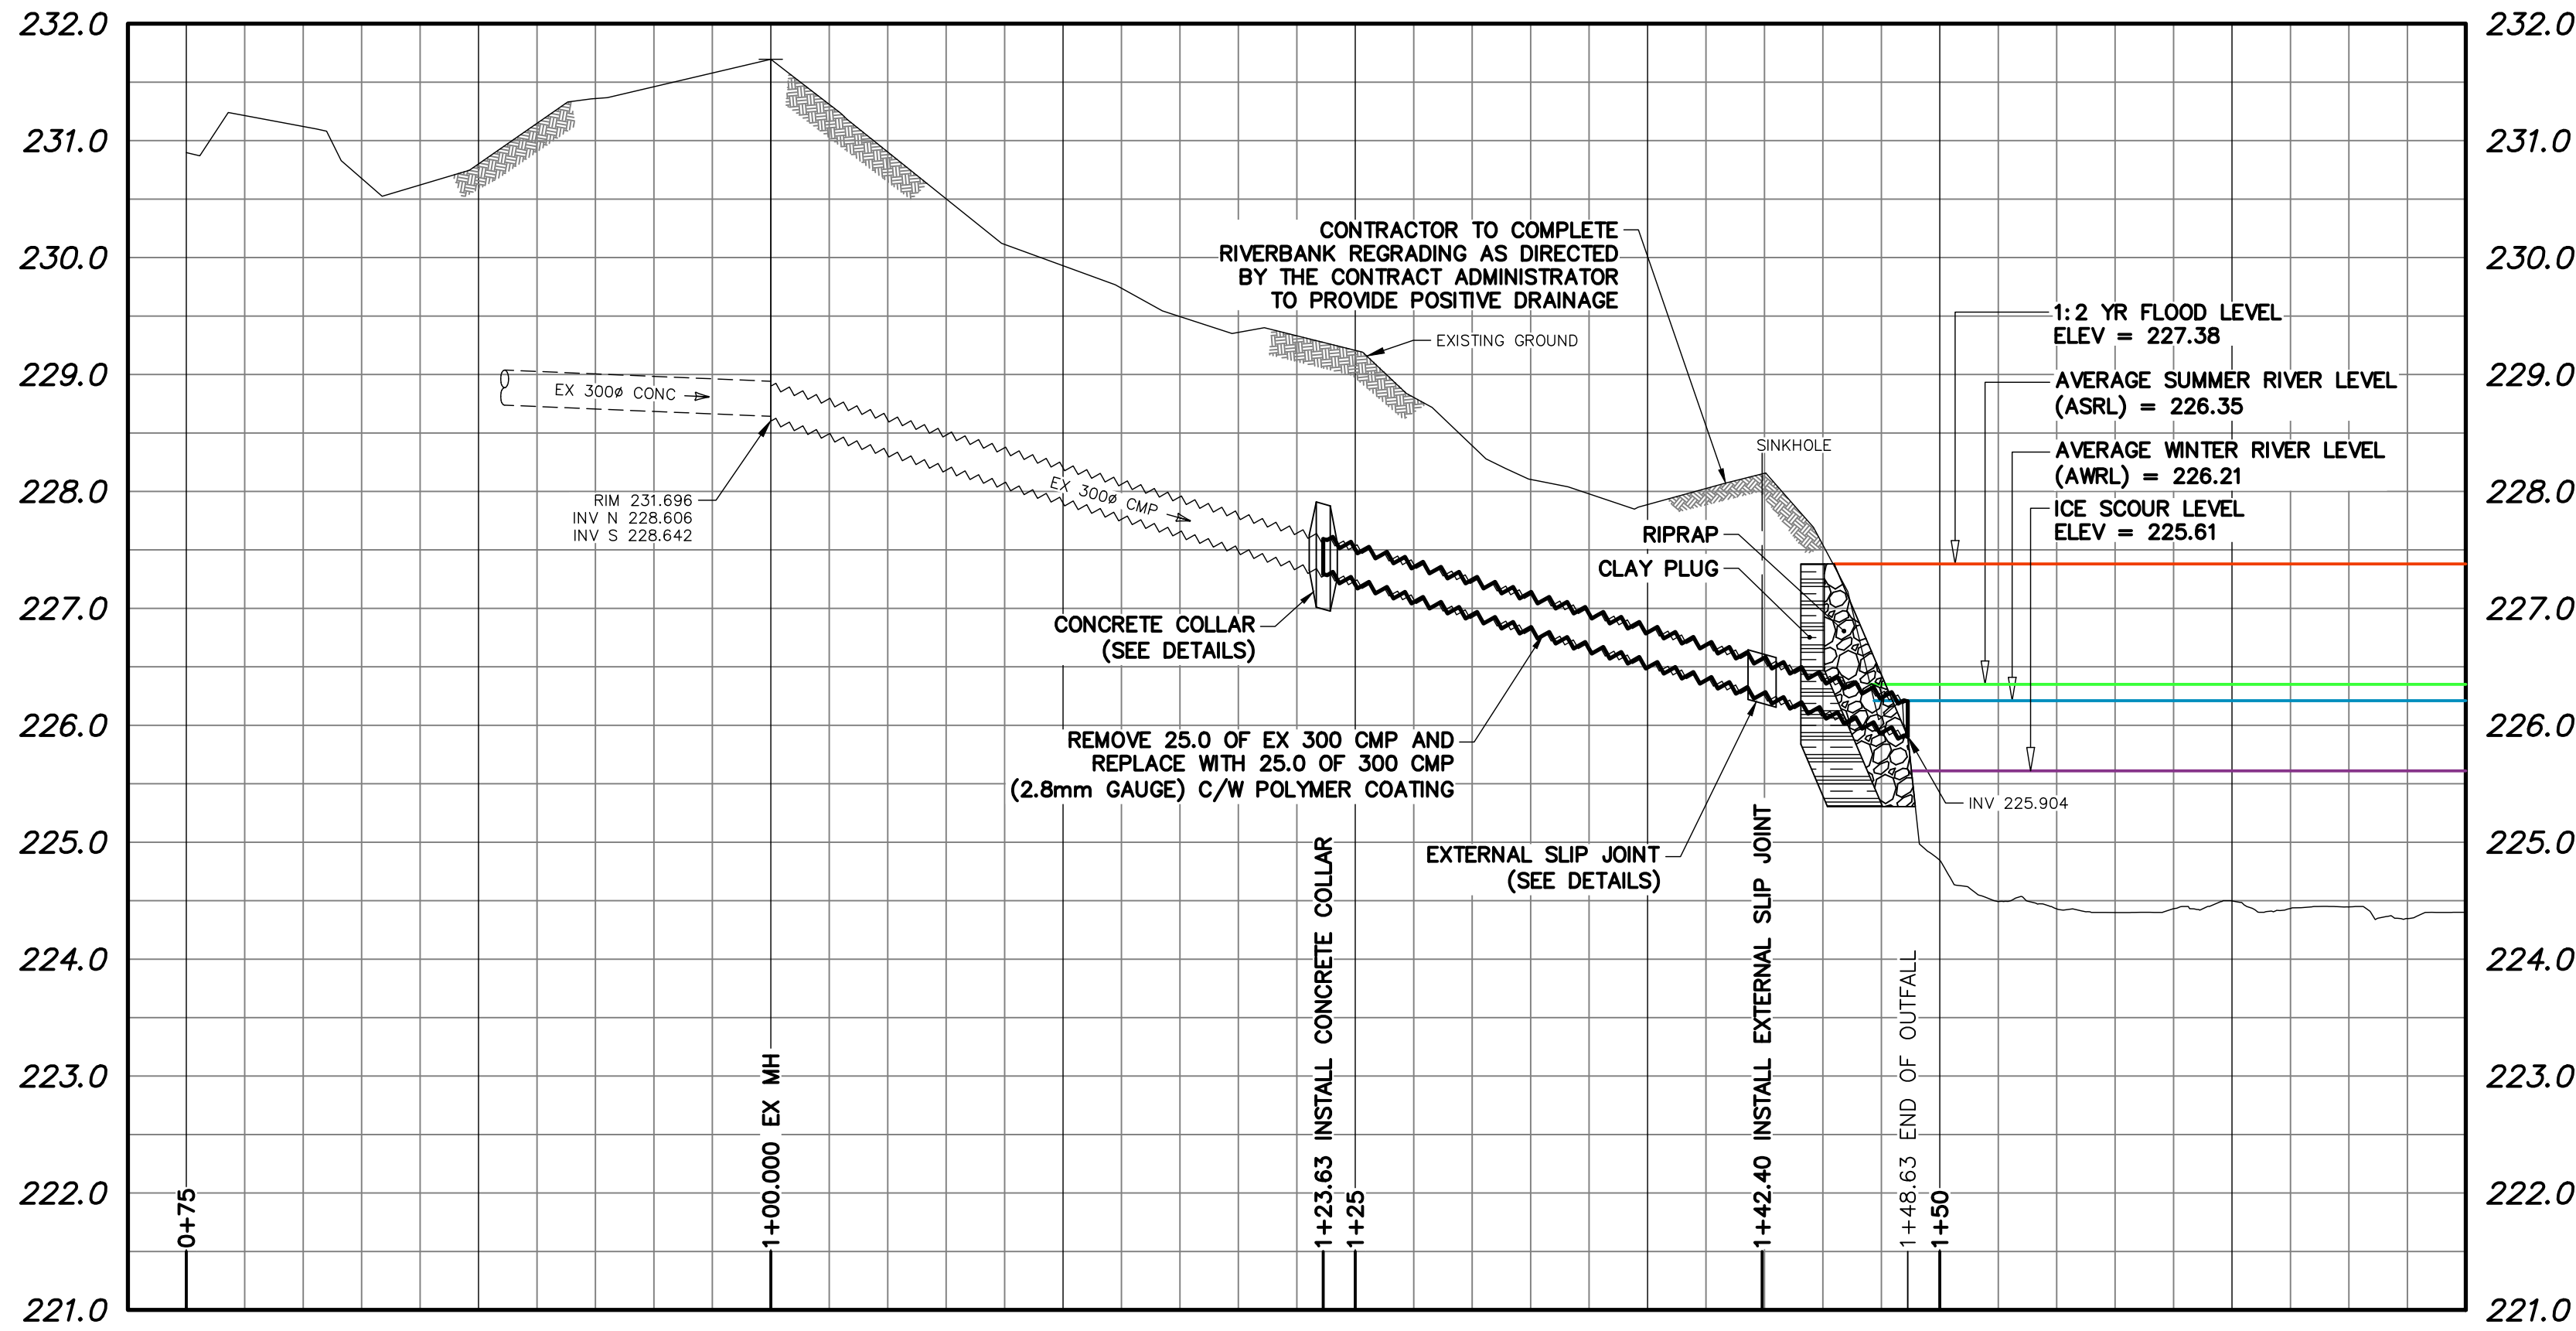 232.0
231.0
230.0
229.0
228.0
227.0
226.0
225.0
224.0
223.0
222.0
221.0
CONTRACTOR TO COMPLETE
RIVERBANK REGRADING AS DIRECTED
BY THE CONTRACT ADMINISTRATOR
TO PROVIDE POSITIVE DRAINAGE
EXISTING GROUND
EX 300ø CONC
RIM 231.696
INV N 228.606
INV S 228.642
EX 300ø CMP
SINKHOLE
RIPRAP
CLAY PLUG
CONCRETE COLLAR
(SEE DETAILS)
REMOVE 25.0 OF EX 300 CMP AND
REPLACE WITH 25.0 OF 300 CMP
(2.8mm GAUGE) C/W POLYMER COATING
EXTERNAL SLIP JOINT
(SEE DETAILS)
INV 225.904
1:2 YR FLOOD LEVEL
ELEV = 227.38
AVERAGE SUMMER RIVER LEVEL
(ASRL) = 226.35
AVERAGE WINTER RIVER LEVEL
(AWRL) = 226.21
ICE SCOUR LEVEL
ELEV = 225.61
0+75
1+00.000 EX MH
1+23.63 INSTALL CONCRETE COLLAR
1+25
1+42.40 INSTALL EXTERNAL SLIP JOINT
1+48.63 END OF OUTFALL
1+50
232.0
231.0
230.0
229.0
228.0
227.0
226.0
225.0
224.0
223.0
222.0
221.0